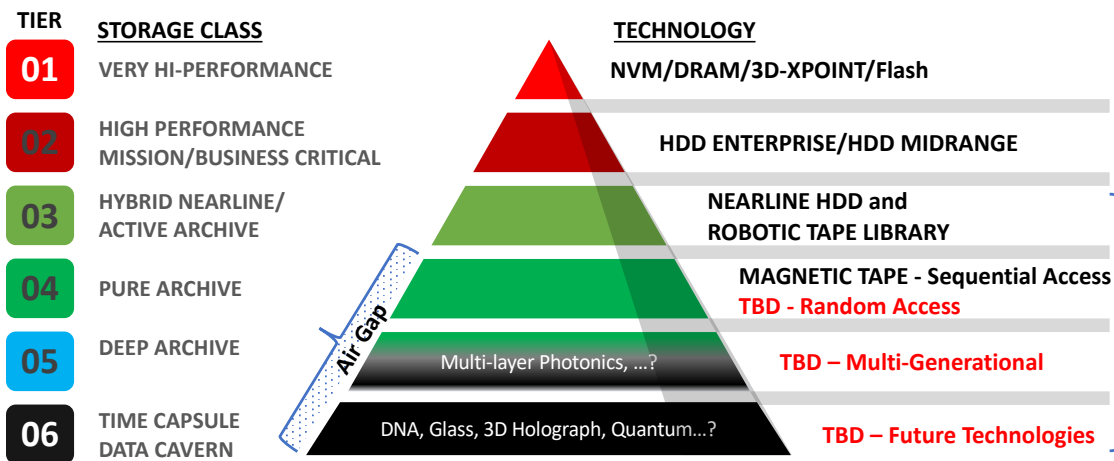 TIER
STORAGE CLASS
TECHNOLOGY
01
VERY HI-PERFORMANCE
NVM/DRAM/3D-XPOINT/Flash
02
HIGH PERFORMANCE
MISSION/BUSINESS CRITICAL
HDD ENTERPRISE/HDD MIDRANGE
03
HYBRID NEARLINE/
ACTIVE ARCHIVE
NEARLINE HDD and
ROBOTIC TAPE LIBRARY
04
PURE ARCHIVE
MAGNETIC TAPE - Sequential Access
TBD - Random Access
Air Gap
05
DEEP ARCHIVE
Multi-layer Photonics, ...?
TBD – Multi-Generational
06
TIME CAPSULE
DATA CAVERN
DNA, Glass, 3D Holograph, Quantum...?
TBD – Future Technologies